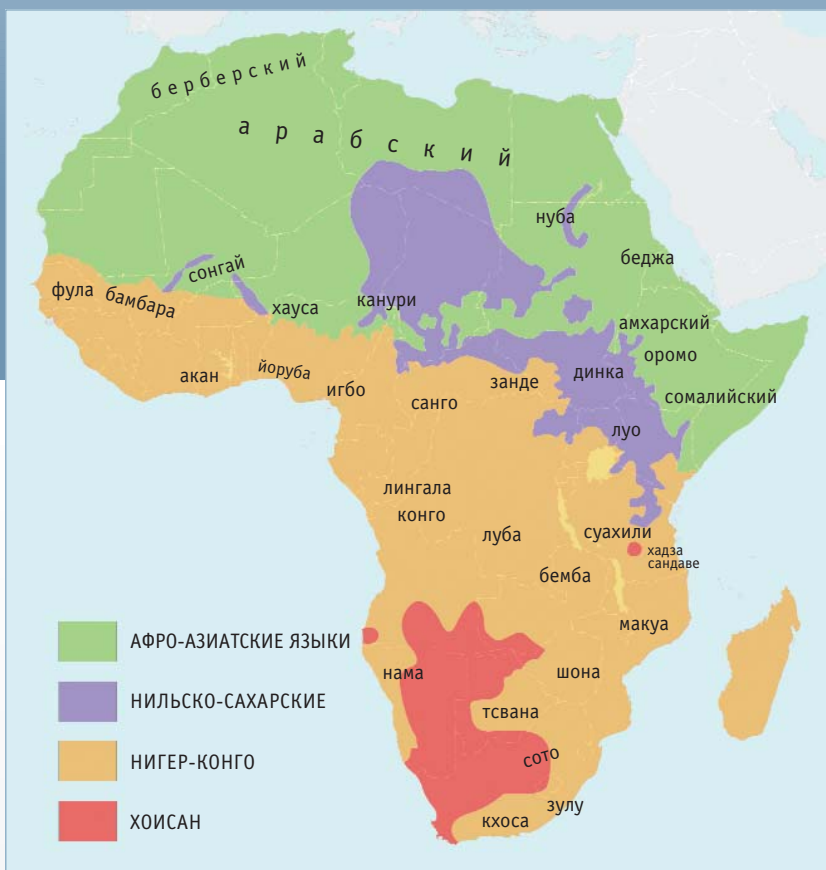 берберский
арабский
нуба
беджа
сонгай
фула
бамбара
хауса
канури
амхарский
оромо
акан
йоруба
игбо
занде
динка
санго
сомалийский
луо
лингала
конго
луба
суахили
хадза
сандаве
бемба
макуа
нама
шона
тсвана
сото
зулу
кхоса
АФРО-АЗИАТСКИЕ ЯЗЫКИ
НИЛЬСКО-САХАРСКИЕ
НИГЕР-КОНГО
ХОИСАН